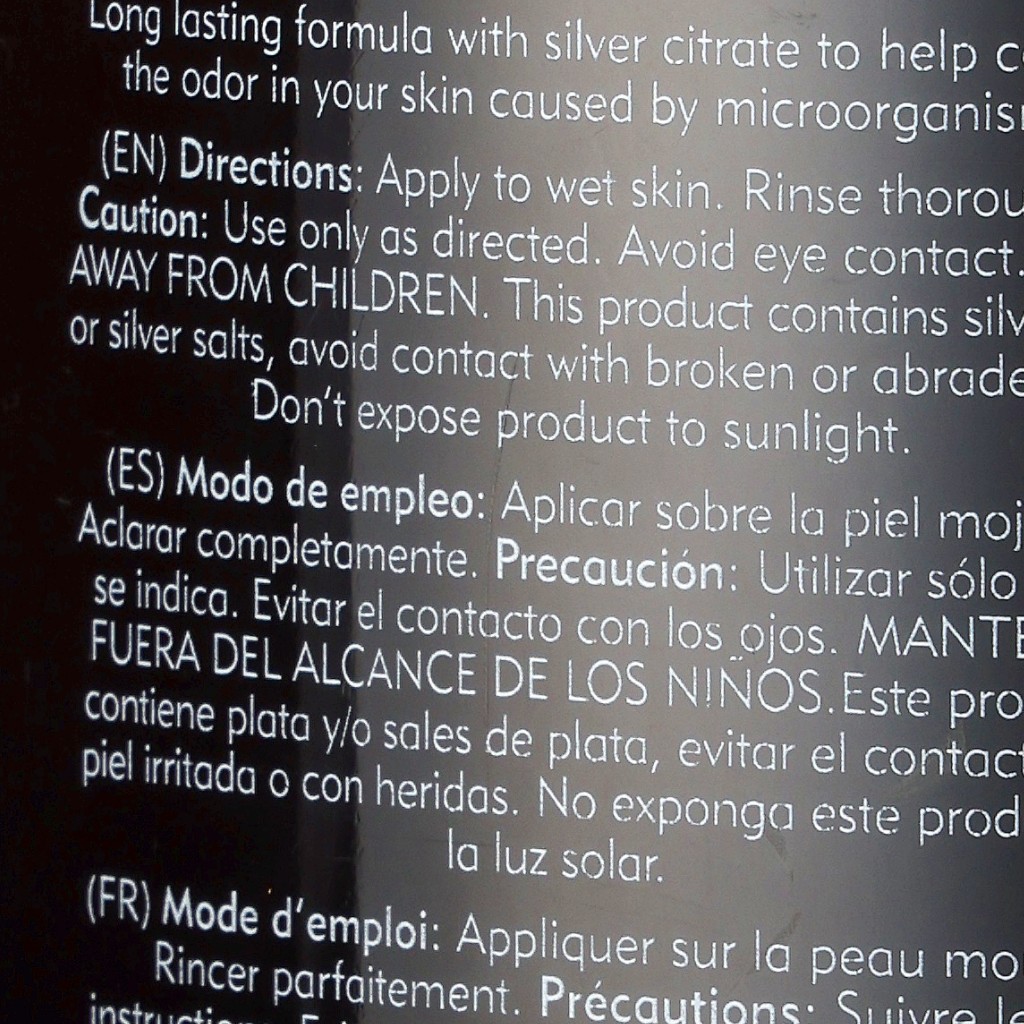 Long lasting formula with silver citrate to help
the odor in your skin caused by
(EN) Directions: Apply to wet skin. Rinse
Caution: Use only as directed. Avoid eye contact.
AWAY FROM CHILDREN. This product contains
or silver salts, avoid contact with broken or
Don't expose product to sunlight.
(ES) Modo de empleo: Aplicar sobre la piel
Aclarar completamente. Precaución: Utilizar sólo
se indica. Evitar el contacto con los ojos.
FUERA DEL ALCANCE DE LOS NIÑOS.Este
contiene plata y/o sales de plata, evitar el
piel irritada o con heridas. No exponga este
la luz solar.
(FR) Mode d'emploi: Appliquer sur la peau
Rincer parfaitement. Précautions: Suivre